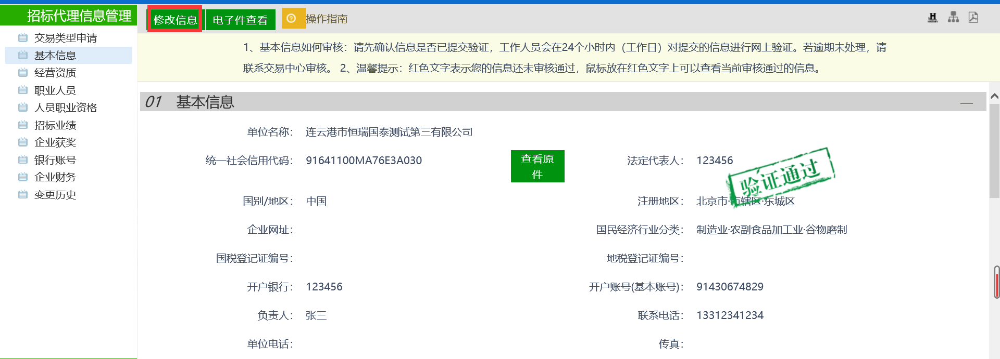 招标代理信息管理
修改信息 电子件查看 操作指南
交易类型申请
基本信息
经营资质
职业人员
人员职业资格
招标业绩
企业获奖
银行账号
企业财务
变更历史
1、基本信息如何审核：请先确认信息是否已提交验证，工作人员会在24个小时内（工作日）对提交的信息进行网上验证。若逾期未处理，请
联系交易中心审核。 2、温馨提示：红色文字表示您的信息还未审核通过，鼠标放在红色文字上可以查看当前审核通过的信息。
01 基本信息
单位名称： 连云港市恒瑞国泰测试第三有限公司
统一社会信用代码： 91641100MA76E3A030 查看原
件
法定代表人： 123456
验证通过
国别/地区： 中国 注册地区： 北京市·市辖区·东城区
企业网址： 国民经济行业分类： 制造业·农副食品加工业·谷物磨制
国税登记证编号： 地税登记证编号：
开户银行： 123456 开户账号(基本账号)： 91430674829
负责人： 张三 联系电话： 13312341234
单位电话： 传真：